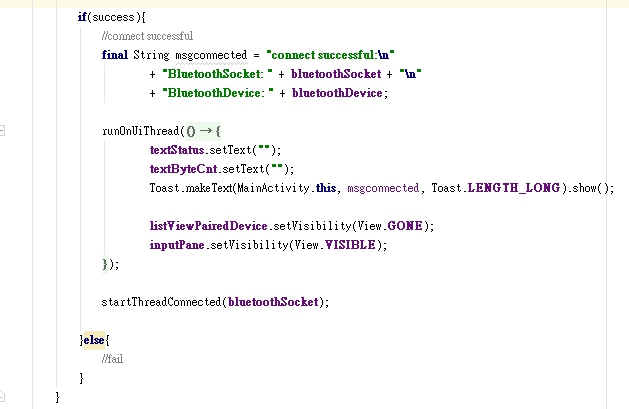 if(success){
//connect successful
final String msgconnected = "connect successful:\n"
+ "BluetoothSocket: " + bluetoothSocket + "\n"
+ "BluetoothDevice: " + bluetoothDevice;
runOnUiThread(() → {
textStatus.setText("");
textByteCnt.setText("");
Toast.makeText(MainActivity.this, msgconnected, Toast.LENGTH_LONG).show();
listViewPairedDevice.setVisibility(View.GONE);
inputPane.setVisibility(View.VISIBLE);
});
startThreadConnected(bluetoothSocket);
}else{
//fail
}
}